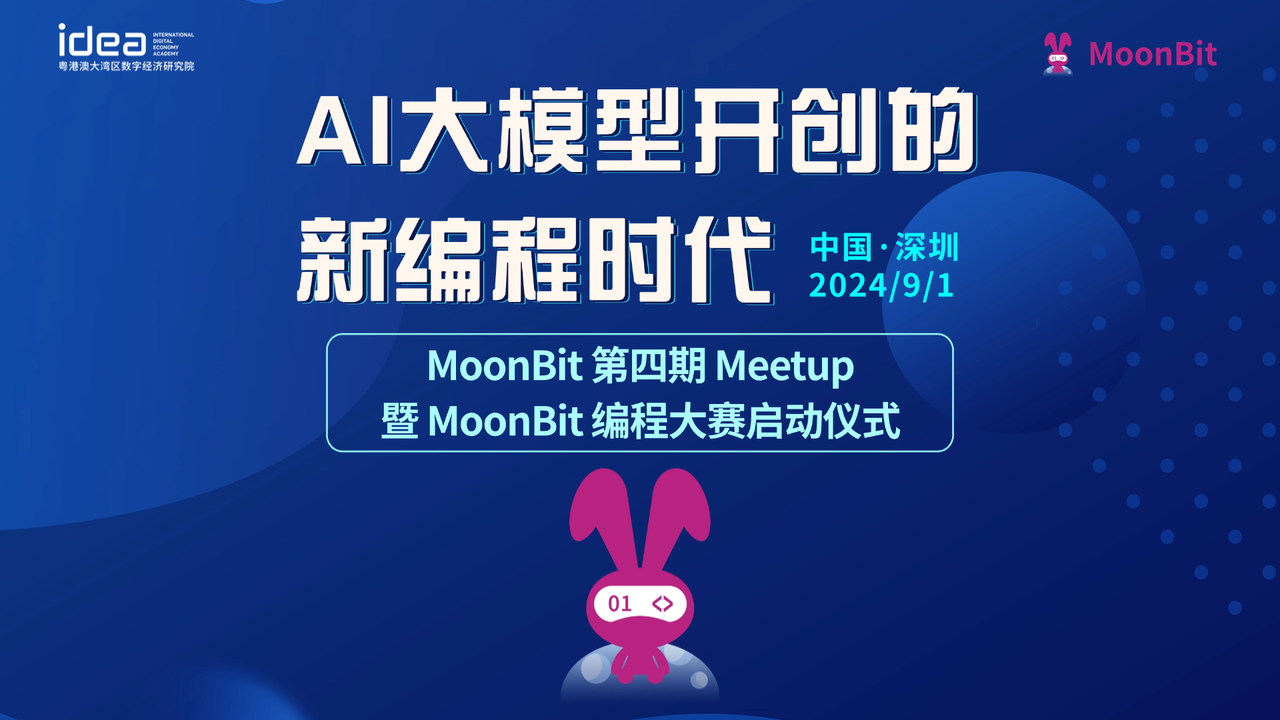 idea
INTERNATIONAL
DIGITAL
ECONOMY
ACADEMY
粤港澳大湾区数字经济研究院
MoonBit
AI大模型开创的
新编程时代
中国·深圳
2024/9/1
MoonBit 第四期 Meetup
暨 MoonBit 编程大赛启动仪式
01 <>